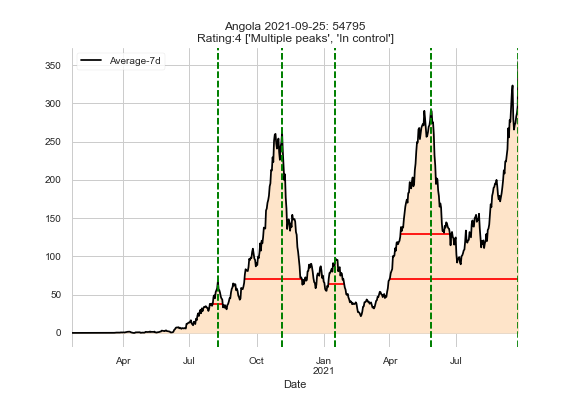 Angola 2021-09-25: 54795
Rating:4 ['Multiple peaks', 'In control']
Average-7d
350
300
250
200
150
100
50
0
Apr
Jul
Oct
Jan
Apr
Jul
2021
Date